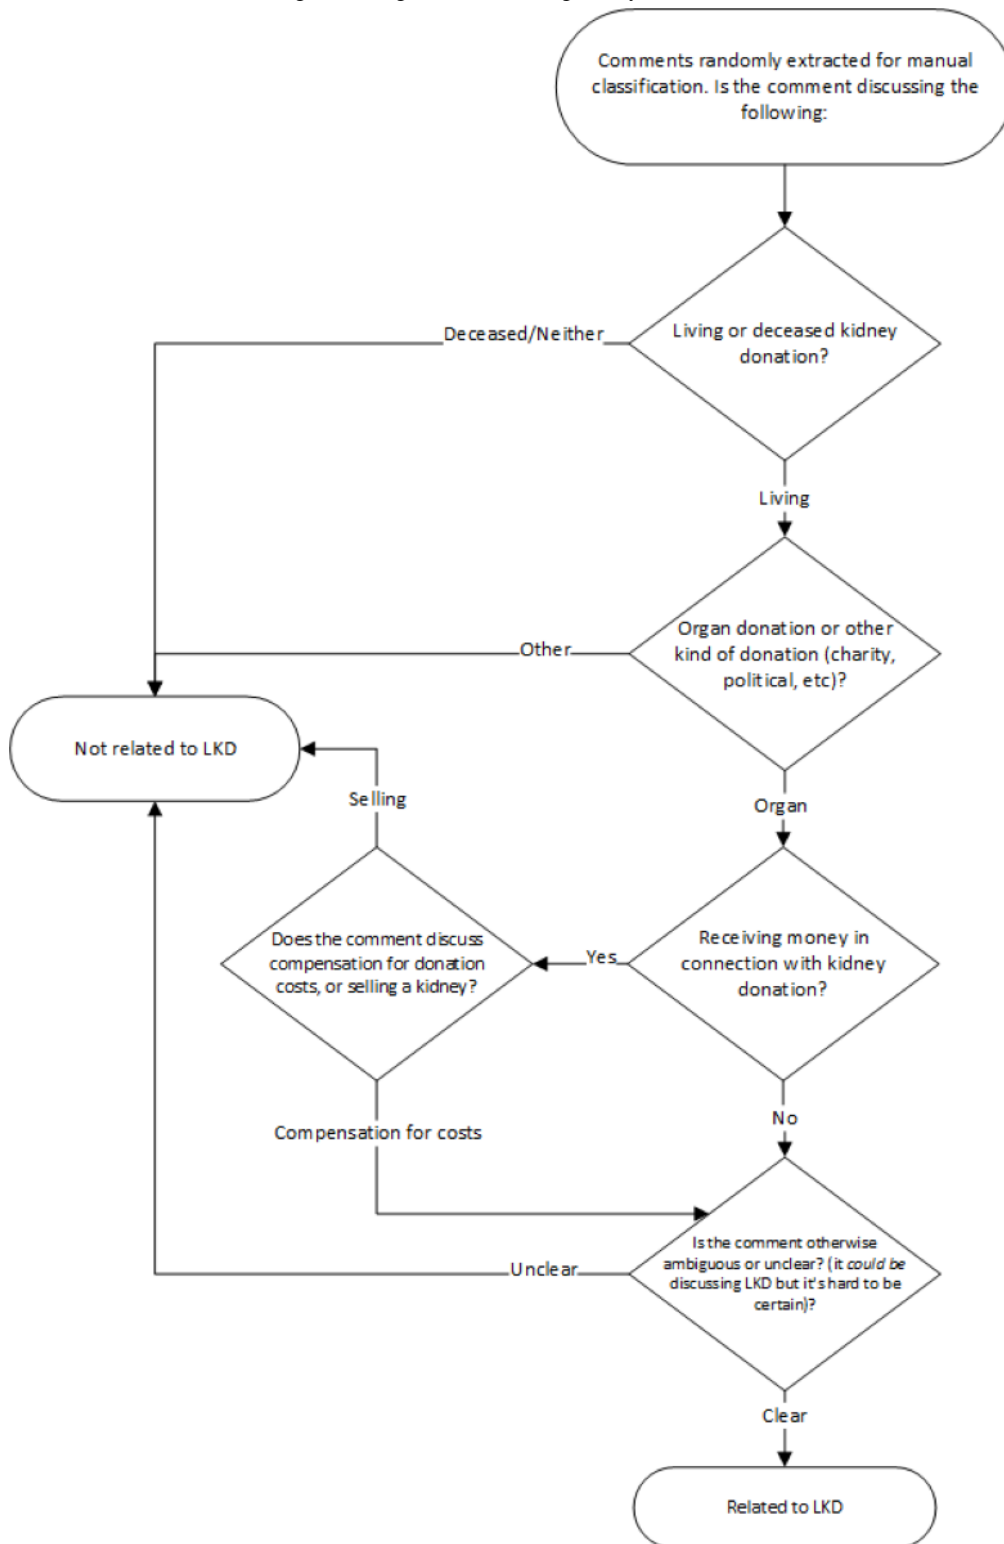 Comments randomly extracted for manual
classification. Is the comment discussing the
following:
Deceased/Neither
Living or deceased kidney
donation?
Living
Other
Organ donation or other
kind of donation (charity,
political, etc)?
Not related to LKD
Selling
Organ
Does the comment discuss
compensation for donation
costs, or selling a kidney?
Yes
Receiving money in
connection with kidney
donation?
Compensation for costs
No
Unclear
Is the comment otherwise
ambiguous or unclear? (it could be
discussing LKD but it's hard to be
certain)?
Clear
Related to LKD